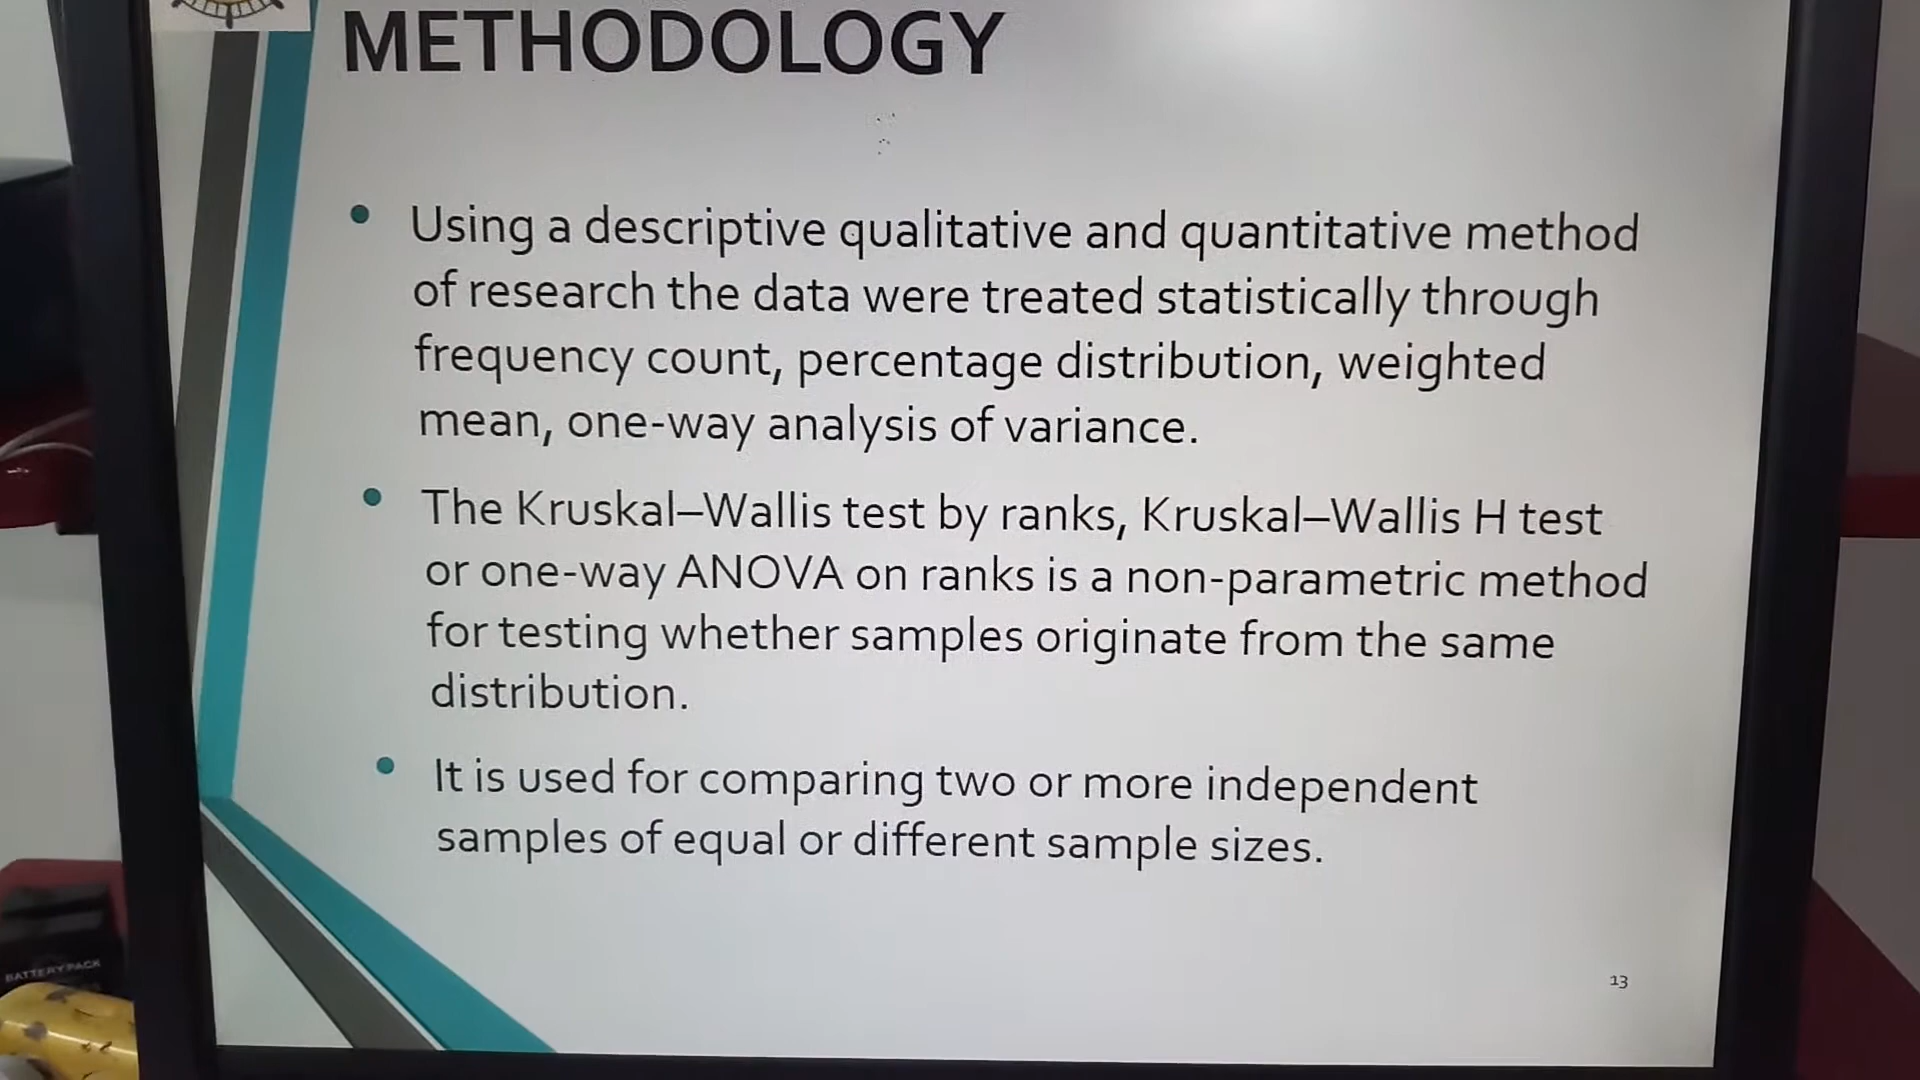 METHODOLOGY
• Using a descriptive qualitative and quantitative method
of research the data were treated statistically through
frequency count, percentage distribution, weighted
mean, one-way analysis of variance.
• The Kruskal–Wallis test by ranks, Kruskal–Wallis H test
or one-way ANOVA on ranks is a non-parametric method
for testing whether samples originate from the same
distribution.
• It is used for comparing two or more independent
samples of equal or different sample sizes.
13
BATTERY PACK